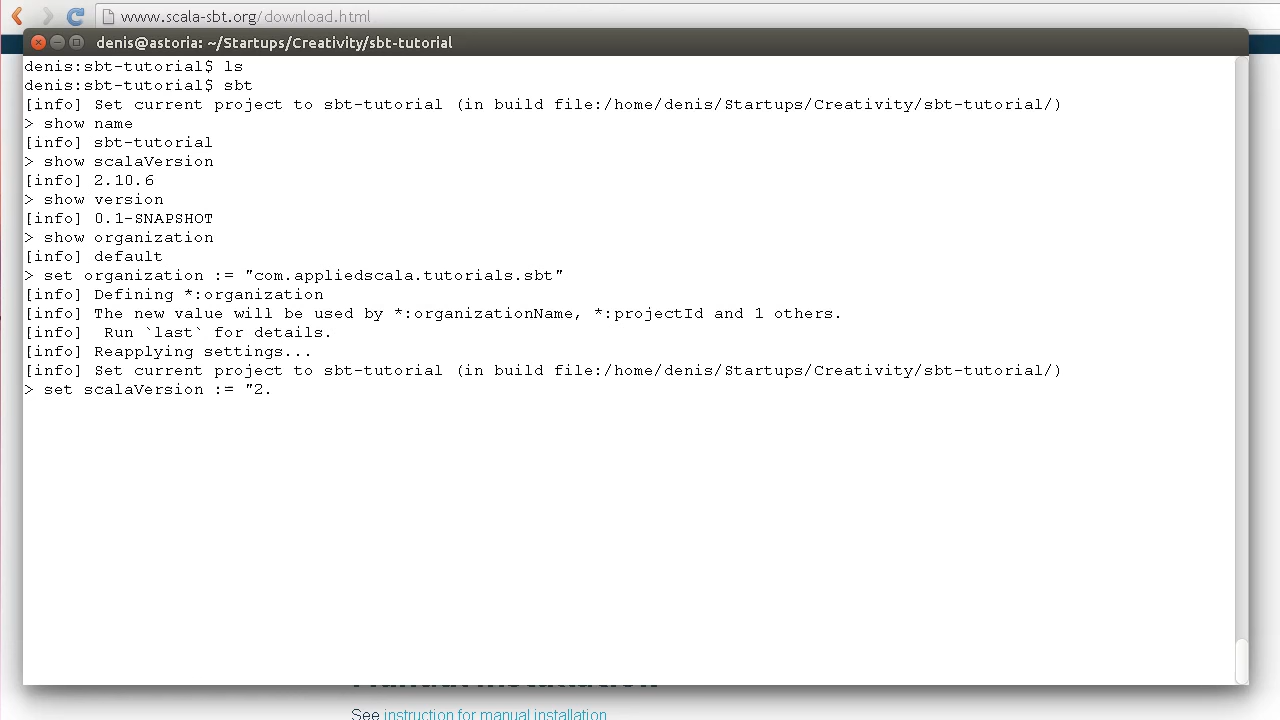 www.scala-sbt.org/download.html
denis@astoria: ~/Startups/Creativity/sbt-tutorial
denis:sbt-tutorial$ ls
denis:sbt-tutorial$ sbt
[info] Set current project to sbt-tutorial (in build file:/home/denis/Startups/Creativity/sbt-tutorial/)
> show name
[info] sbt-tutorial
> show scalaVersion
[info] 2.10.6
> show version
[info] 0.1-SNAPSHOT
> show organization
[info] default
> set organization := "com.appliedscala.tutorials.sbt"
[info] Defining *:organization
[info] The new value will be used by *:organizationName, *:projectId and 1 others.
[info]  Run `last` for details.
[info] Reapplying settings...
[info] Set current project to sbt-tutorial (in build file:/home/denis/Startups/Creativity/sbt-tutorial/)
> set scalaVersion := "2.
See instruction for manual installation